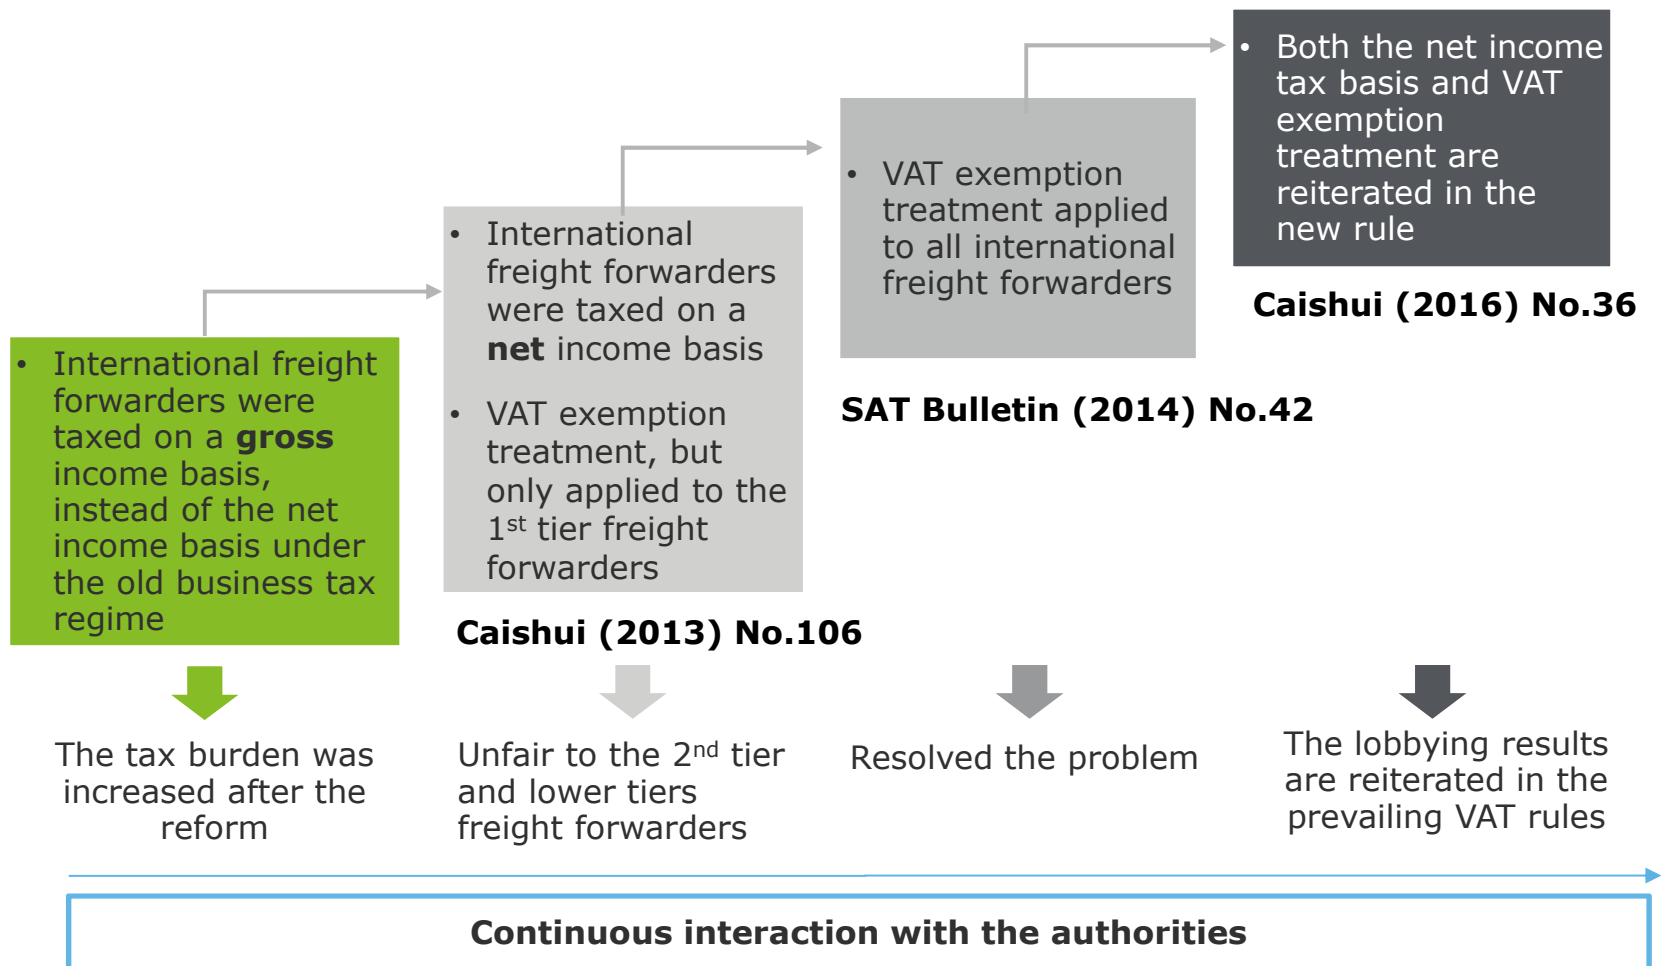 • International freight
forwarders were
taxed on a gross
income basis,
instead of the net
income basis under
the old business tax
regime
The tax burden was
increased after the
reform
• International
freight forwarders
were taxed on a
net income basis
• VAT exemption
treatment, but
only applied to the
1st tier freight
forwarders
Caishui (2013) No.106
Unfair to the 2nd tier
and lower tiers
freight forwarders
• VAT exemption
treatment applied
to all international
freight forwarders
SAT Bulletin (2014) No.42
Resolved the problem
• Both the net income
tax basis and VAT
exemption
treatment are
reiterated in the
new rule
Caishui (2016) No.36
The lobbying results
are reiterated in the
prevailing VAT rules
Continuous interaction with the authorities